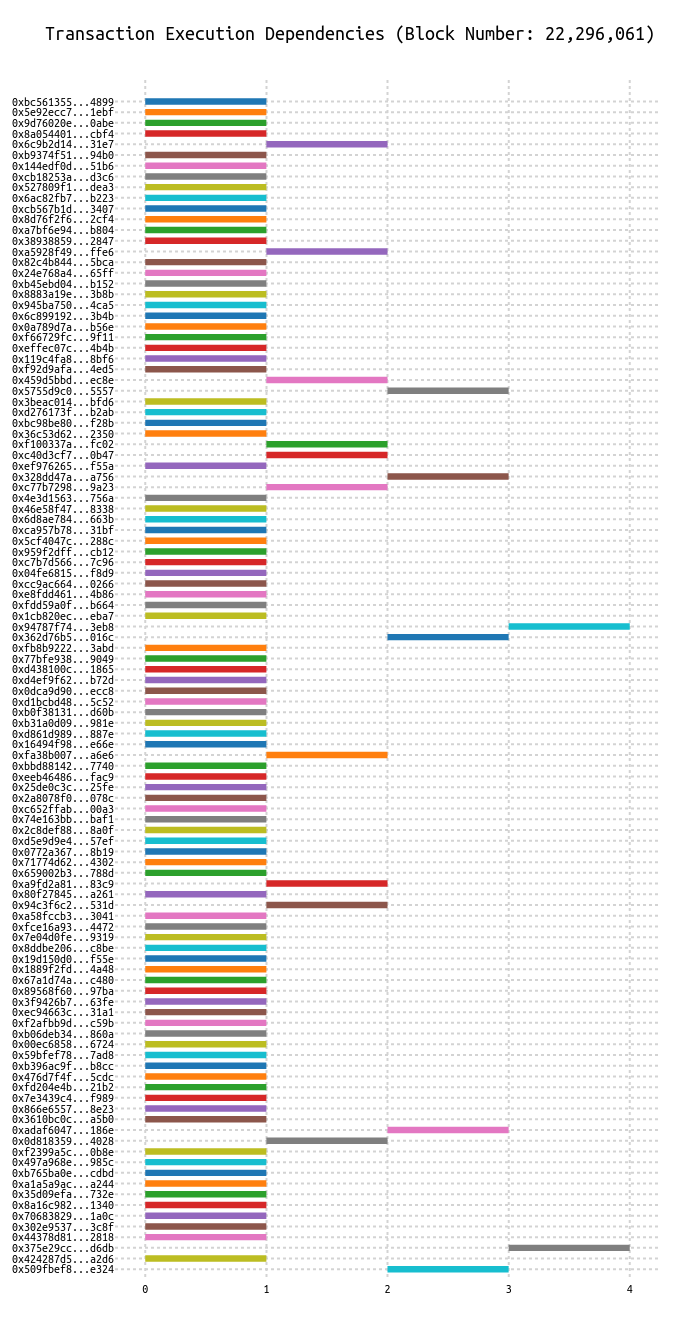 Transaction Execution Dependencies (Block Number: 22,296,061)
0xbc561355...4899
0x5e92ecc7...1ebf
0x9d76020e...0abe
0x8a054401...cbf4
0x6c9b2d14...31e7
0xb9374f51...94b0
0x144edf0d...51b6
0xcb18253a...d3c6
0x527809f1...dea3
0x6ac82fb7...b223
0xcb567b1d...3407
0x8d76f2f6...2cf4
0xa7bf6e94...b804
0x38938859...2847
0xa5928f49...ffe6
0x82c4b844...5bca
0x24e768a4...65ff
0xb45ebd04...b152
0x8883a19e...3b8b
0x945ba750...4ca5
0x6c899192...3b4b
0x0a789d7a...b56e
0xf66729fc...9f11
0xeffec07c...4b4b
0x119c4fa8...8bf6
0xf92d9afa...4ed5
0x459d5bbd...ec8e
0x5755d9c0...5557
0x3beac014...bfd6
0xd276173f...b2ab
0xbc98be80...f28b
0x36c53d62...2350
0xf100337a...fc02
0xc40d3cf7...0b47
0xef976265...f55a
0x328dd47a...a756
0xc77b7298...9a23
0x4e3d1563...756a
0x46e58f47...8338
0x6d8ae784...663b
0xca957b78...31bf
0x5cf4047c...288c
0x959f2dff...cb12
0xc7b7d566...7c96
0x04fe6815...f8d9
0xcc9ac664...0266
0xe8fdd461...4b86
0xfdd59a0f...b664
0x1cb820ec...eba7
0x94787f74...3eb8
0x362d76b5...016c
0xfb8b9222...3abd
0x77bfe938...9049
0xd438100c...1865
0xd4ef9f62...b72d
0x0dca9d90...ecc8
0xd1bcbd48...5c52
0xb0f38131...d60b
0xb31a0d09...981e
0xd861d989...887e
0x16494f98...e66e
0xfa38b007...a6e6
0xbbd88142...7740
0xeeb46486...fac9
0x25de0c3c...25fe
0x2a8078f0...078c
0xc652ffab...00a3
0x74e163bb...baf1
0x2c8def88...8a0f
0xd5e9d9e4...57ef
0x0772a367...8b19
0x71774d62...4302
0x659002b3...788d
0xa9fd2a81...83c9
0x80f27845...a261
0x94c3f6c2...531d
0xa58fccb3...3041
0xfce16a93...4472
0x7e04d0fe...9319
0x8ddbe206...c8be
0x19d150d0...f55e
0x1889f2fd...4a48
0x67a1d74a...c480
0x89568f60...97ba
0x3f9426b7...63fe
0xec94663c...31a1
0xf2afbb9d...c59b
0xb06deb34...860a
0x00ec6858...6724
0x59bfef78...7ad8
0xb396ac9f...b8cc
0x476d7f4f...5cdc
0xfd204e4b...21b2
0x7e3439c4...f989
0x866e6557...8e23
0x3610bc0c...a5b0
0xadaf6047...186e
0x0d818359...4028
0xf2399a5c...0b8e
0x497a968e...985c
0xb765ba0e...cdbd
0xa1a5a9ac...a244
0x35d09efa...732e
0x8a16c982...1340
0x70683829...1a0c
0x302e9537...3c8f
0x44378d81...2818
0x375e29cc...d6db
0x424287d5...a2d6
0x509fbef8...e324
0 1 2 3 4